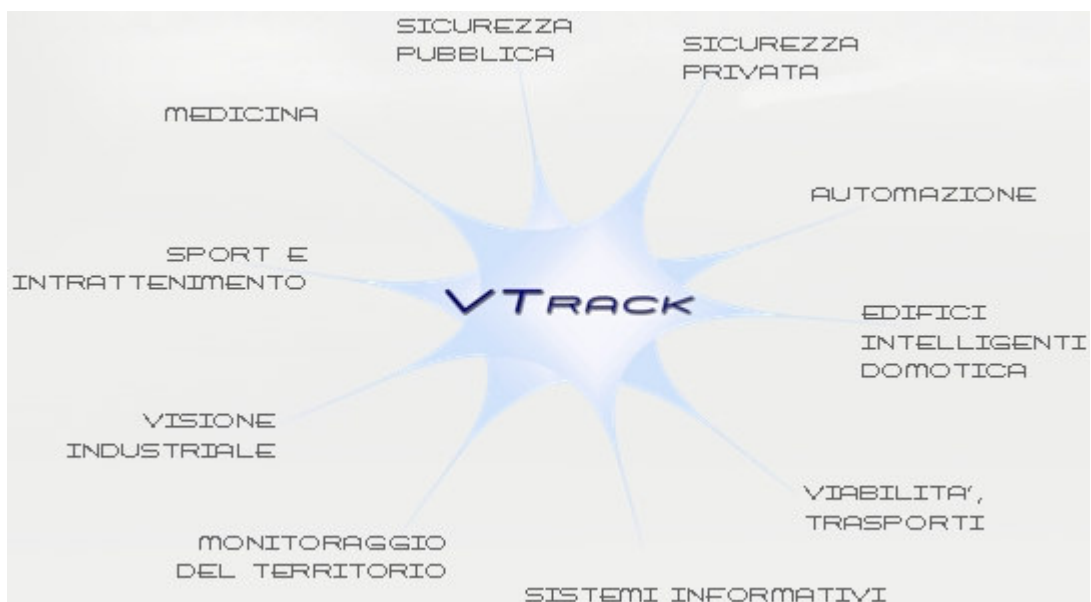 SICUREZZA
PUBBLICA
SICUREZZA
PRIVATA
MEDICINA
AUTOMAZIONE
SPORT E
INTRATTENIMENTO
VTRACK
EDIFICI
INTELLIGENTI
DOMOTICA
VISIONE
INDUSTRIALE
VIABILITA',
TRASPORTI
MONITORAGGIO
DEL TERRITORIO
SISTEMI INFORMATIVI